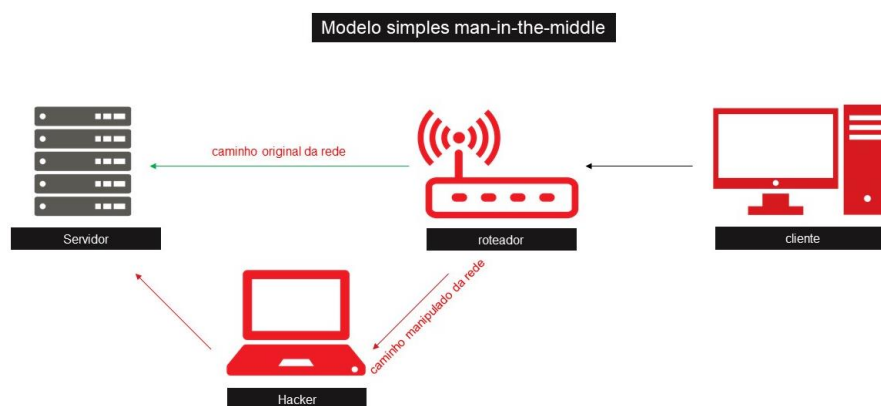 Modelo simples man-in-the-middle
caminho original da rede
Servidor
roteador
cliente
caminho manipulado da rede
Hacker